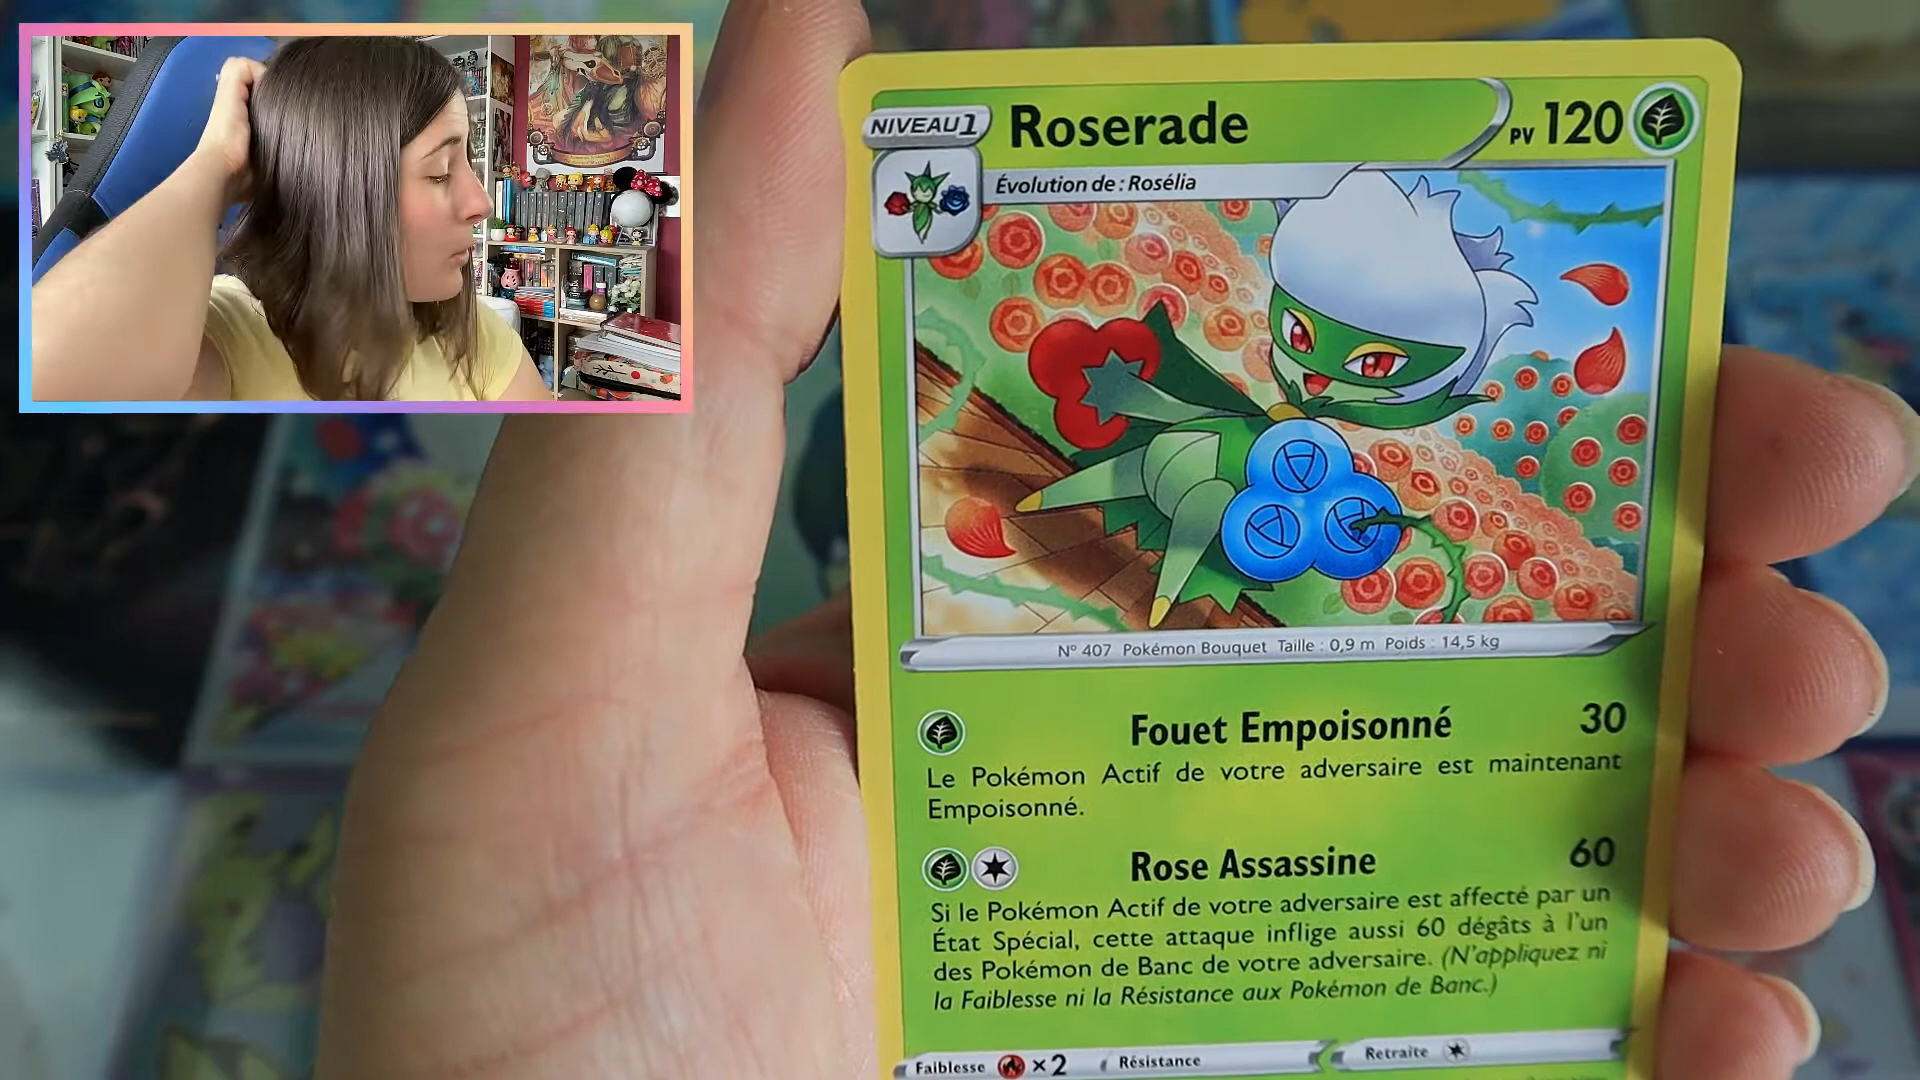 NIVEAU 1
Roserade
PV 120
Évolution de : Rosélia
N° 407 Pokémon Bouquet Taille : 0,9 m Poids : 14,5 kg
Fouet Empoisonné 30
Le Pokémon Actif de votre adversaire est maintenant
Empoisonné.
Rose Assassine 60
Si le Pokémon Actif de votre adversaire est affecté par un
État Spécial, cette attaque inflige aussi 60 dégâts à l'un
des Pokémon de Banc de votre adversaire. (N'appliquez ni
la Faiblesse ni la Résistance aux Pokémon de Banc.)
Faiblesse ×2 Résistance Retraite